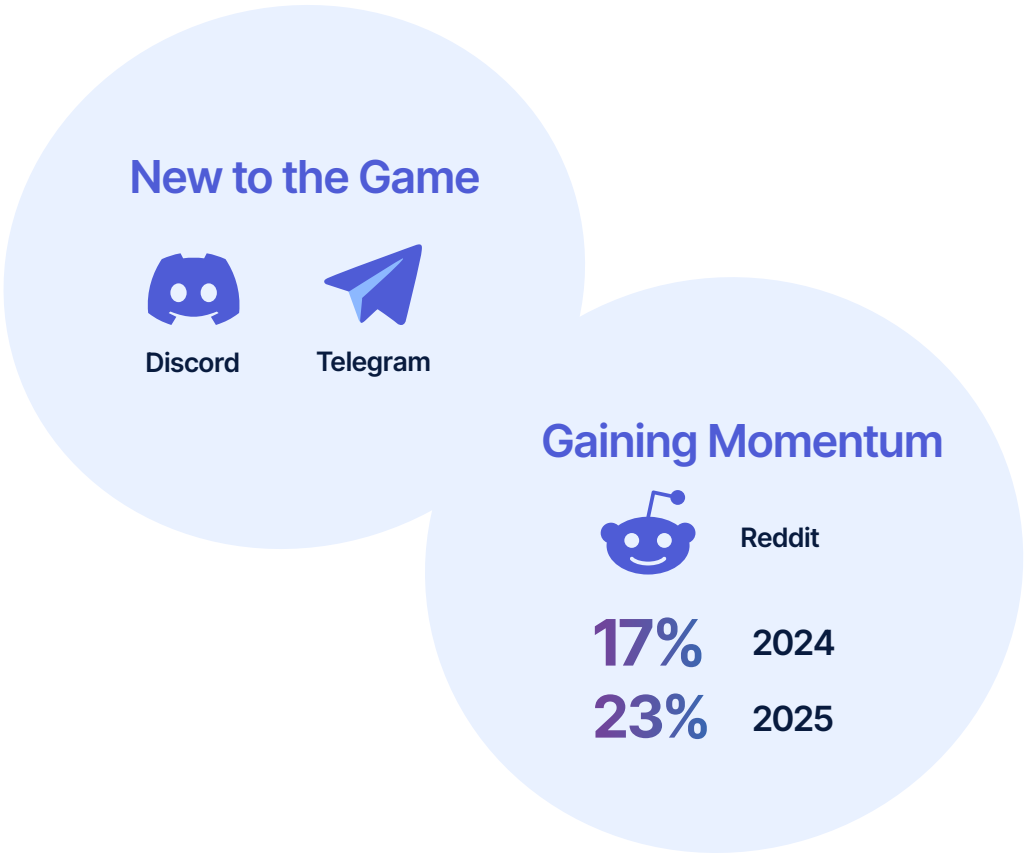 New to the Game
Discord Telegram
Gaining Momentum
Reddit
17% 2024
23% 2025